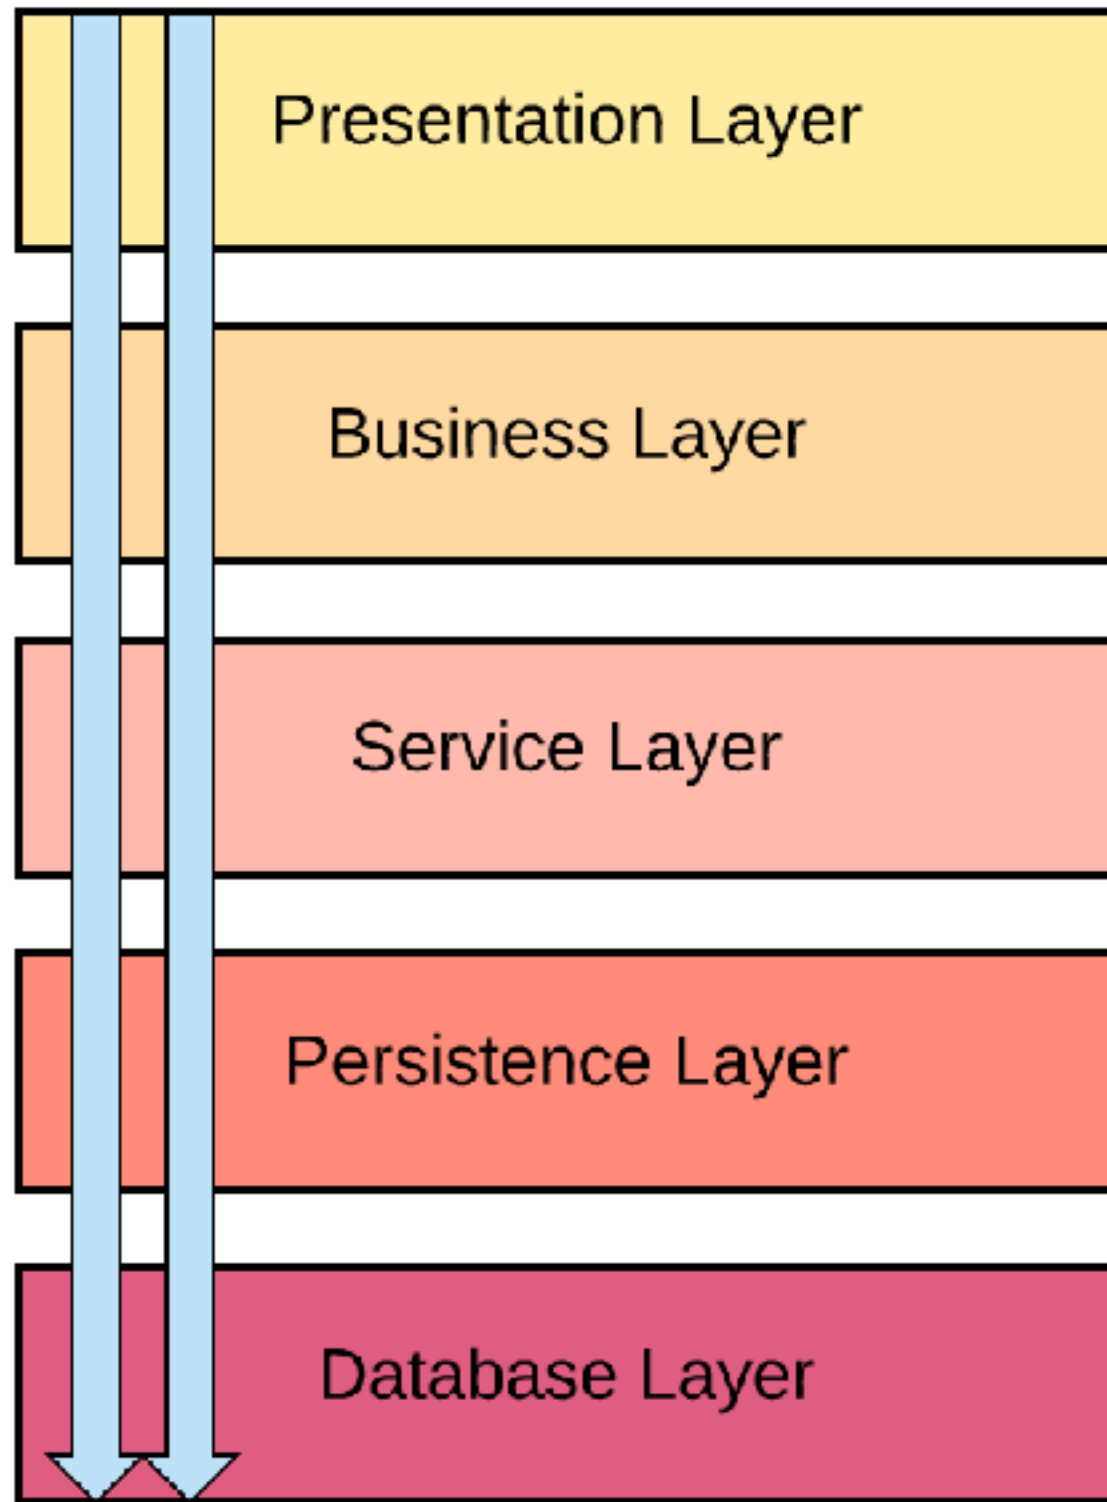 Presentation Layer
Business Layer
Service Layer
Persistence Layer
Database Layer